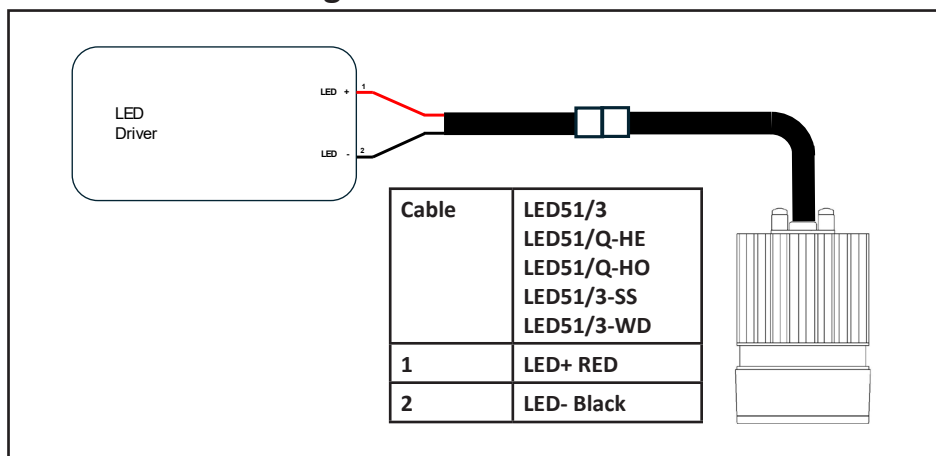 LED + 1
LED
Driver
LED - 2
Cable LED51/3
LED51/Q-HE
LED51/Q-HO
LED51/3-SS
LED51/3-WD
1 LED+ RED
2 LED- Black